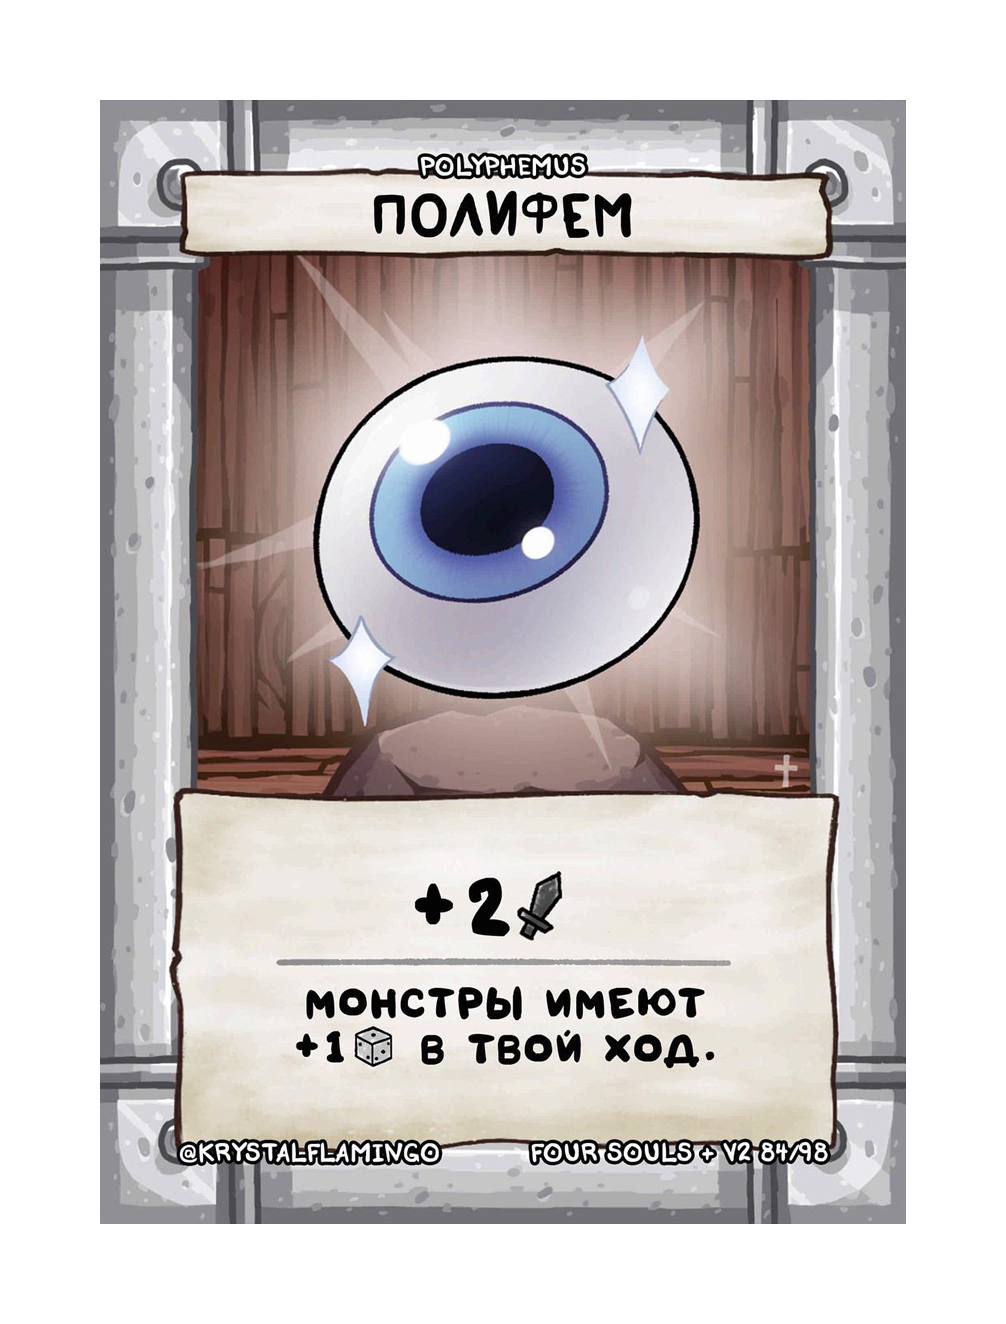 POLYPHEMUS
ПОЛИФЕМ
+2
МОНСТРЫ ИМЕЮТ
+1 В ТВОЙ ХОД.
@KRYSTALFLAMINGO
FOUR SOULS + V2 84/98